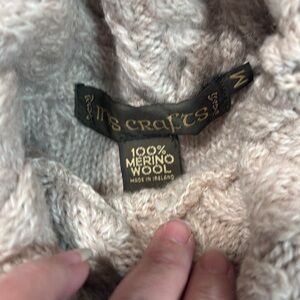 CRAFTS
M
100%
MERINO
WOOL
MADE IN IRELAND